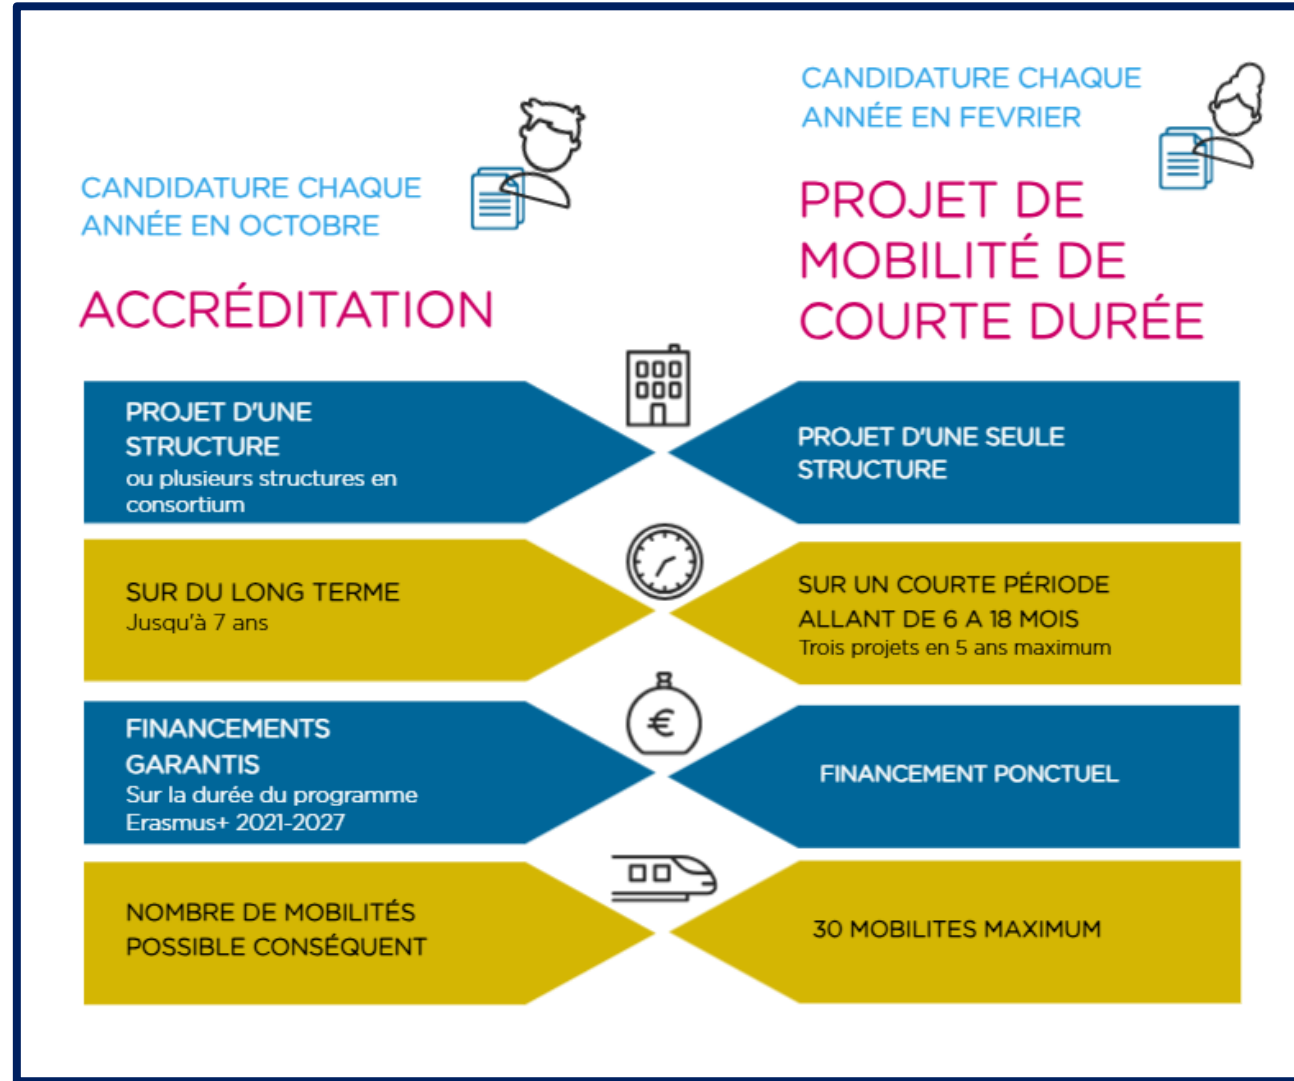 CANDIDATURE CHAQUE
ANNÉE EN OCTOBRE
ACCRÉDITATION
CANDIDATURE CHAQUE
ANNÉE EN FEVRIER
PROJET DE
MOBILITÉ DE
COURTE DURÉE
PROJET D'UNE
STRUCTURE
ou plusieurs structures en
consortium
PROJET D'UNE SEULE
STRUCTURE
SUR DU LONG TERME
Jusqu'à 7 ans
SUR UN COURTE PÉRIODE
ALLANT DE 6 A 18 MOIS
Trois projets en 5 ans maximum
FINANCEMENTS
GARANTIS
Sur la durée du programme
Erasmus+ 2021-2027
€
FINANCEMENT PONCTUEL
NOMBRE DE MOBILITÉS
POSSIBLE CONSÉQUENT
30 MOBILITES MAXIMUM